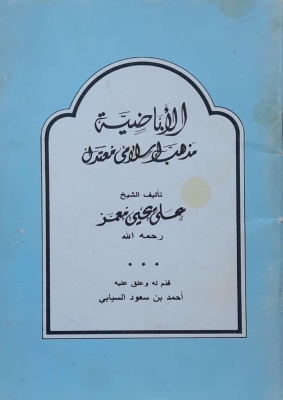 الأباضية
مذهب إسلامي معتدل
تأليف الشيخ
علي يحيى معمر
رحمه الله
* * *
قدم له وعلق عليه
أحمد بن سعود السيابي